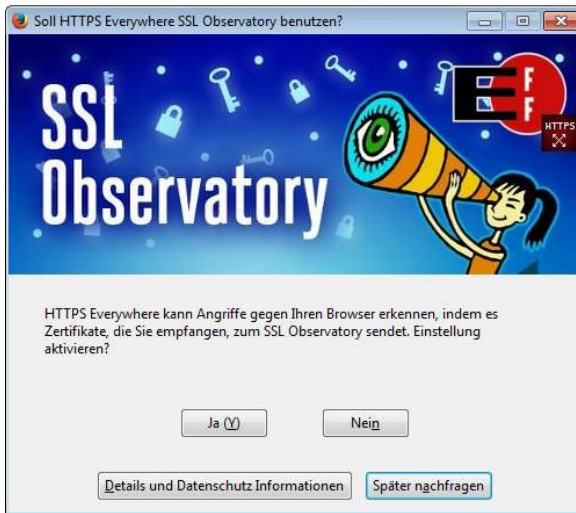 Soll HTTPS Everywhere SSL Observatory benutzen?
SSL
Observatory
E
F
F
HTTPS
HTTPS Everywhere kann Angriffe gegen Ihren Browser erkennen, indem es
Zertifikate, die Sie empfangen, zum SSL Observatory sendet. Einstellung
aktivieren?
Ja (Y)
Nein
Details und Datenschutz Informationen
Später nachfragen